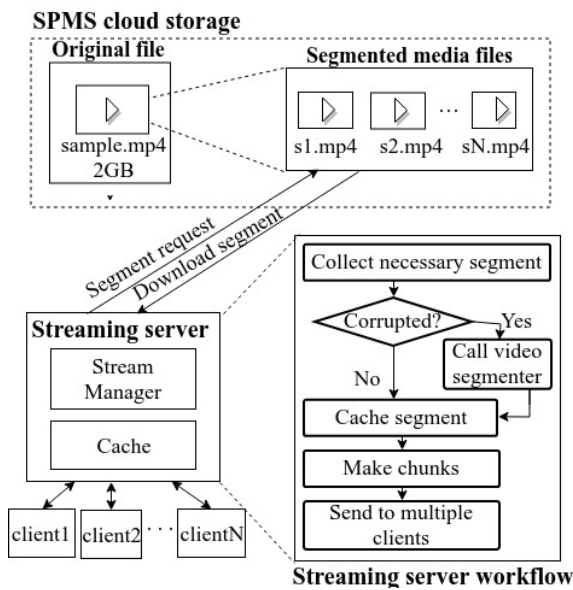 SPMS cloud storage
Original file
sample.mp4
2GB
Segmented media files
...
s1.mp4 s2.mp4 sN.mp4
Segment request
Download segment
Streaming server
Stream
Manager
Cache
client1 client2 ... clientN
Collect necessary segment
Corrupted?
Yes
Call video
segmenter
No
Cache segment
Make chunks
Send to multiple
clients
Streaming server workflow